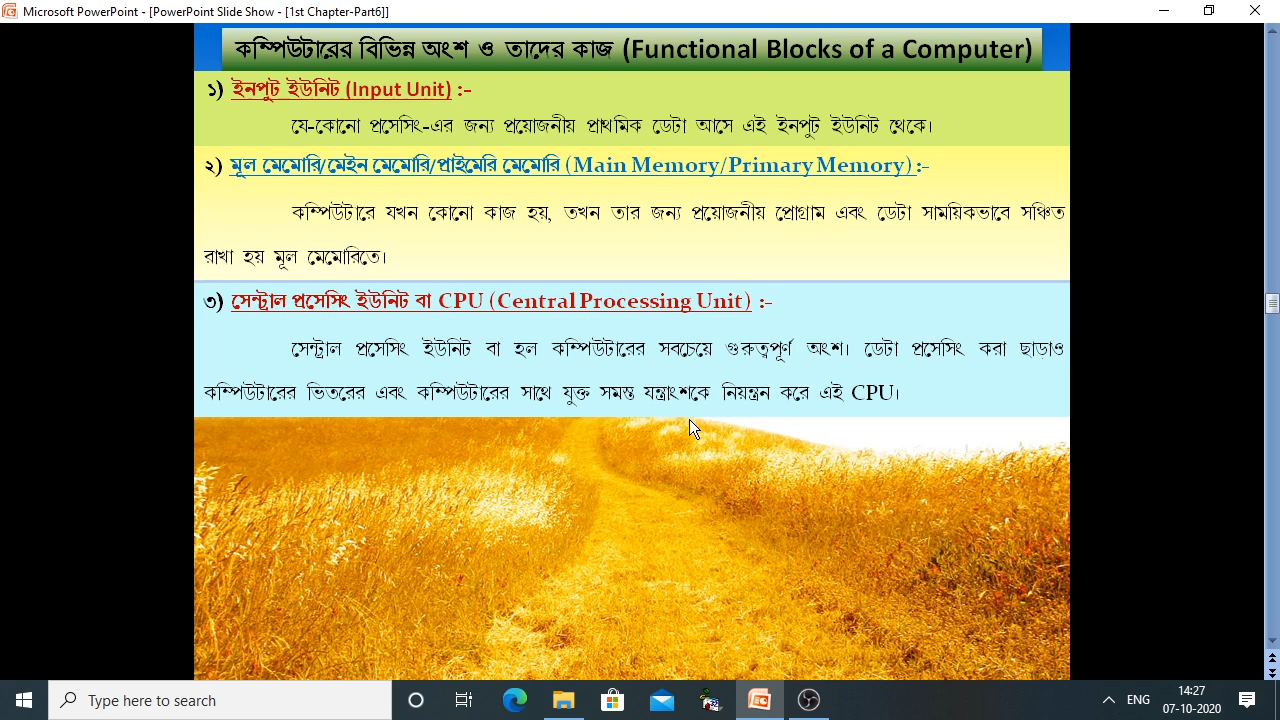 Microsoft PowerPoint - [PowerPoint Slide Show - [1st Chapter-Part6]]
কম্পিউটারের বিভিন্ন অংশ ও তাদের কাজ (Functional Blocks of a Computer)
১) ইনপুট ইউনিট (Input Unit) :-
যে-কোনো প্রসেসিং-এর জন্য প্রয়োজনীয় প্রাথমিক ডেটা আসে এই ইনপুট ইউনিট থেকে।
২) মূল মেমোরি/মেইন মেমোরি/প্রাইমেরি মেমোরি (Main Memory/Primary Memory) :-
কম্পিউটারে যখন কোনো কাজ হয়, তখন তার জন্য প্রয়োজনীয় প্রোগ্রাম এবং ডেটা সাময়িকভাবে সঞ্চিত
রাখা হয় মূল মেমোরিতে।
৩) সেন্ট্রাল প্রসেসিং ইউনিট বা CPU (Central Processing Unit) :-
সেন্ট্রাল প্রসেসিং ইউনিট বা হল কম্পিউটারের সবচেয়ে গুরুত্বপূর্ণ অংশ। ডেটা প্রসেসিং করা ছাড়াও
কম্পিউটারের ভিতরের এবং কম্পিউটারের সাথে যুক্ত সমস্ত যন্ত্রাংশকে নিয়ন্ত্রন করে এই CPU।
Type here to search
ENG
14:27
07-10-2020